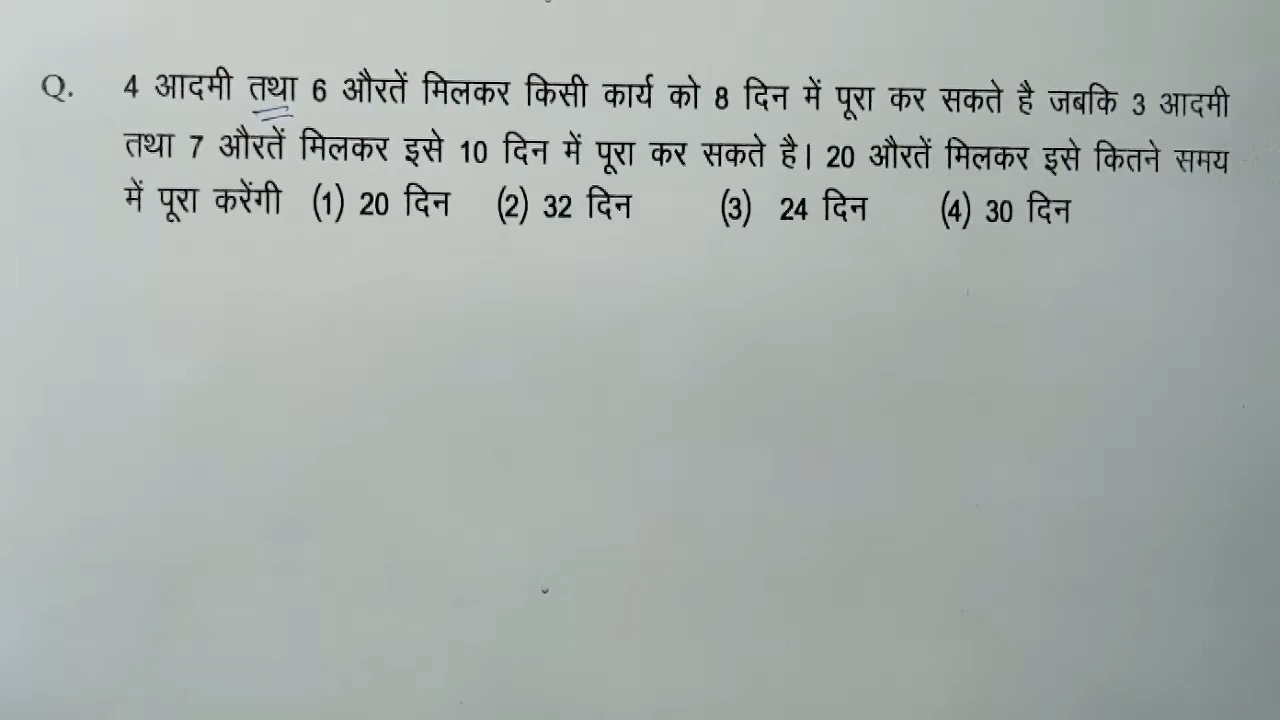 Q. 4 आदमी तथा 6 औरतें मिलकर किसी कार्य को 8 दिन में पूरा कर सकते है जबकि 3 आदमी
तथा 7 औरतें मिलकर इसे 10 दिन में पूरा कर सकते है। 20 औरतें मिलकर इसे कितने समय
में पूरा करेंगी (1) 20 दिन (2) 32 दिन (3) 24 दिन (4) 30 दिन